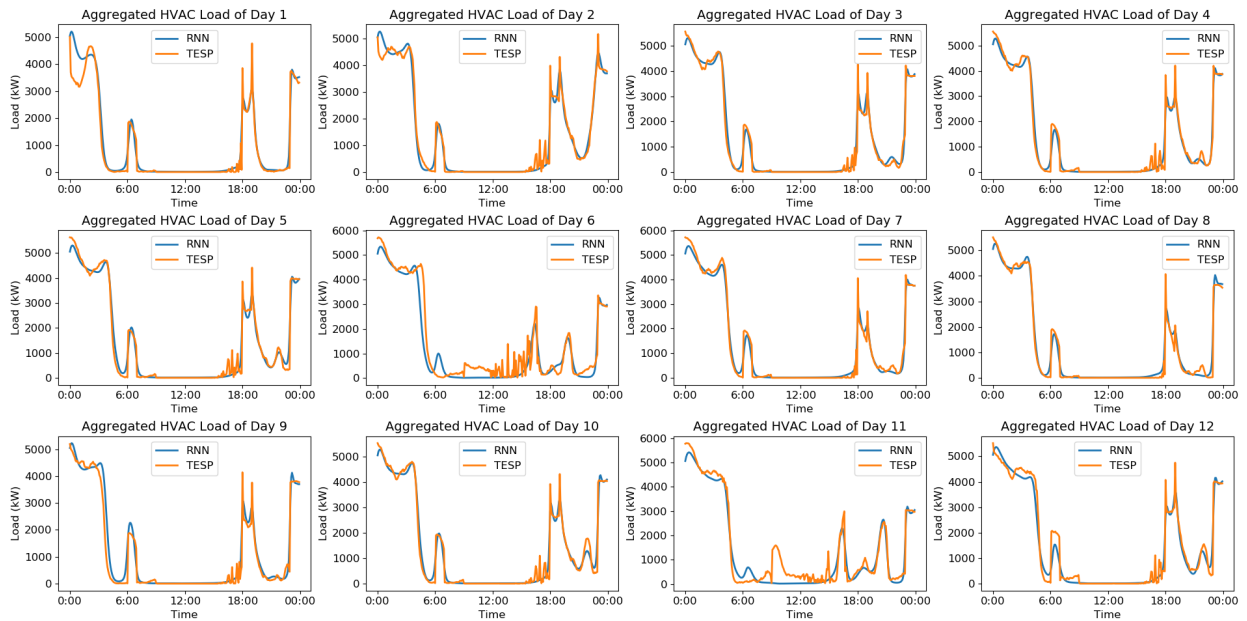 Aggregated HVAC Load of Day 1
Load (kW)
5000
4000
3000
2000
1000
0
RNN
TESP
0:00 6:00 12:00 18:00 00:00
Time
Aggregated HVAC Load of Day 2
Load (kW)
5000
4000
3000
2000
1000
0
RNN
TESP
0:00 6:00 12:00 18:00 00:00
Time
Aggregated HVAC Load of Day 3
Load (kW)
5000
4000
3000
2000
1000
0
RNN
TESP
0:00 6:00 12:00 18:00 00:00
Time
Aggregated HVAC Load of Day 4
Load (kW)
5000
4000
3000
2000
1000
0
RNN
TESP
0:00 6:00 12:00 18:00 00:00
Time
Aggregated HVAC Load of Day 5
Load (kW)
5000
4000
3000
2000
1000
0
RNN
TESP
0:00 6:00 12:00 18:00 00:00
Time
Aggregated HVAC Load of Day 6
Load (kW)
6000
5000
4000
3000
2000
1000
0
RNN
TESP
0:00 6:00 12:00 18:00 00:00
Time
Aggregated HVAC Load of Day 7
Load (kW)
6000
5000
4000
3000
2000
1000
0
RNN
TESP
0:00 6:00 12:00 18:00 00:00
Time
Aggregated HVAC Load of Day 8
Load (kW)
5000
4000
3000
2000
1000
0
RNN
TESP
0:00 6:00 12:00 18:00 00:00
Time
Aggregated HVAC Load of Day 9
Load (kW)
5000
4000
3000
2000
1000
0
RNN
TESP
0:00 6:00 12:00 18:00 00:00
Time
Aggregated HVAC Load of Day 10
Load (kW)
5000
4000
3000
2000
1000
0
RNN
TESP
0:00 6:00 12:00 18:00 00:00
Time
Aggregated HVAC Load of Day 11
Load (kW)
6000
5000
4000
3000
2000
1000
0
RNN
TESP
0:00 6:00 12:00 18:00 00:00
Time
Aggregated HVAC Load of Day 12
Load (kW)
5000
4000
3000
2000
1000
0
RNN
TESP
0:00 6:00 12:00 18:00 00:00
Time